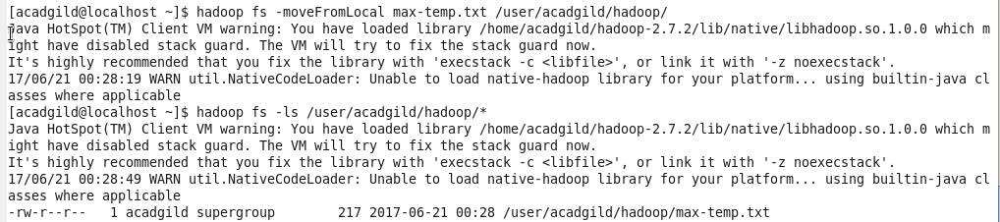 [acadgild@localhost ~]$ hadoop fs -moveFromLocal max-temp.txt /user/acadgild/hadoop/
Java HotSpot(TM) Client VM warning: You have loaded library /home/acadgild/hadoop-2.7.2/lib/native/libhadoop.so.1.0.0 which m
ight have disabled stack guard. The VM will try to fix the stack guard now.
It's highly recommended that you fix the library with 'execstack -c <libfile>', or link it with '-z noexecstack'.
17/06/21 00:28:19 WARN util.NativeCodeLoader: Unable to load native-hadoop library for your platform... using builtin-java cl
asses where applicable
[acadgild@localhost ~]$ hadoop fs -ls /user/acadgild/hadoop/*
Java HotSpot(TM) Client VM warning: You have loaded library /home/acadgild/hadoop-2.7.2/lib/native/libhadoop.so.1.0.0 which m
ight have disabled stack guard. The VM will try to fix the stack guard now.
It's highly recommended that you fix the library with 'execstack -c <libfile>', or link it with '-z noexecstack'.
17/06/21 00:28:49 WARN util.NativeCodeLoader: Unable to load native-hadoop library for your platform... using builtin-java cl
asses where applicable
-rw-r--r--   1 acadgild supergroup        217 2017-06-21 00:28 /user/acadgild/hadoop/max-temp.txt